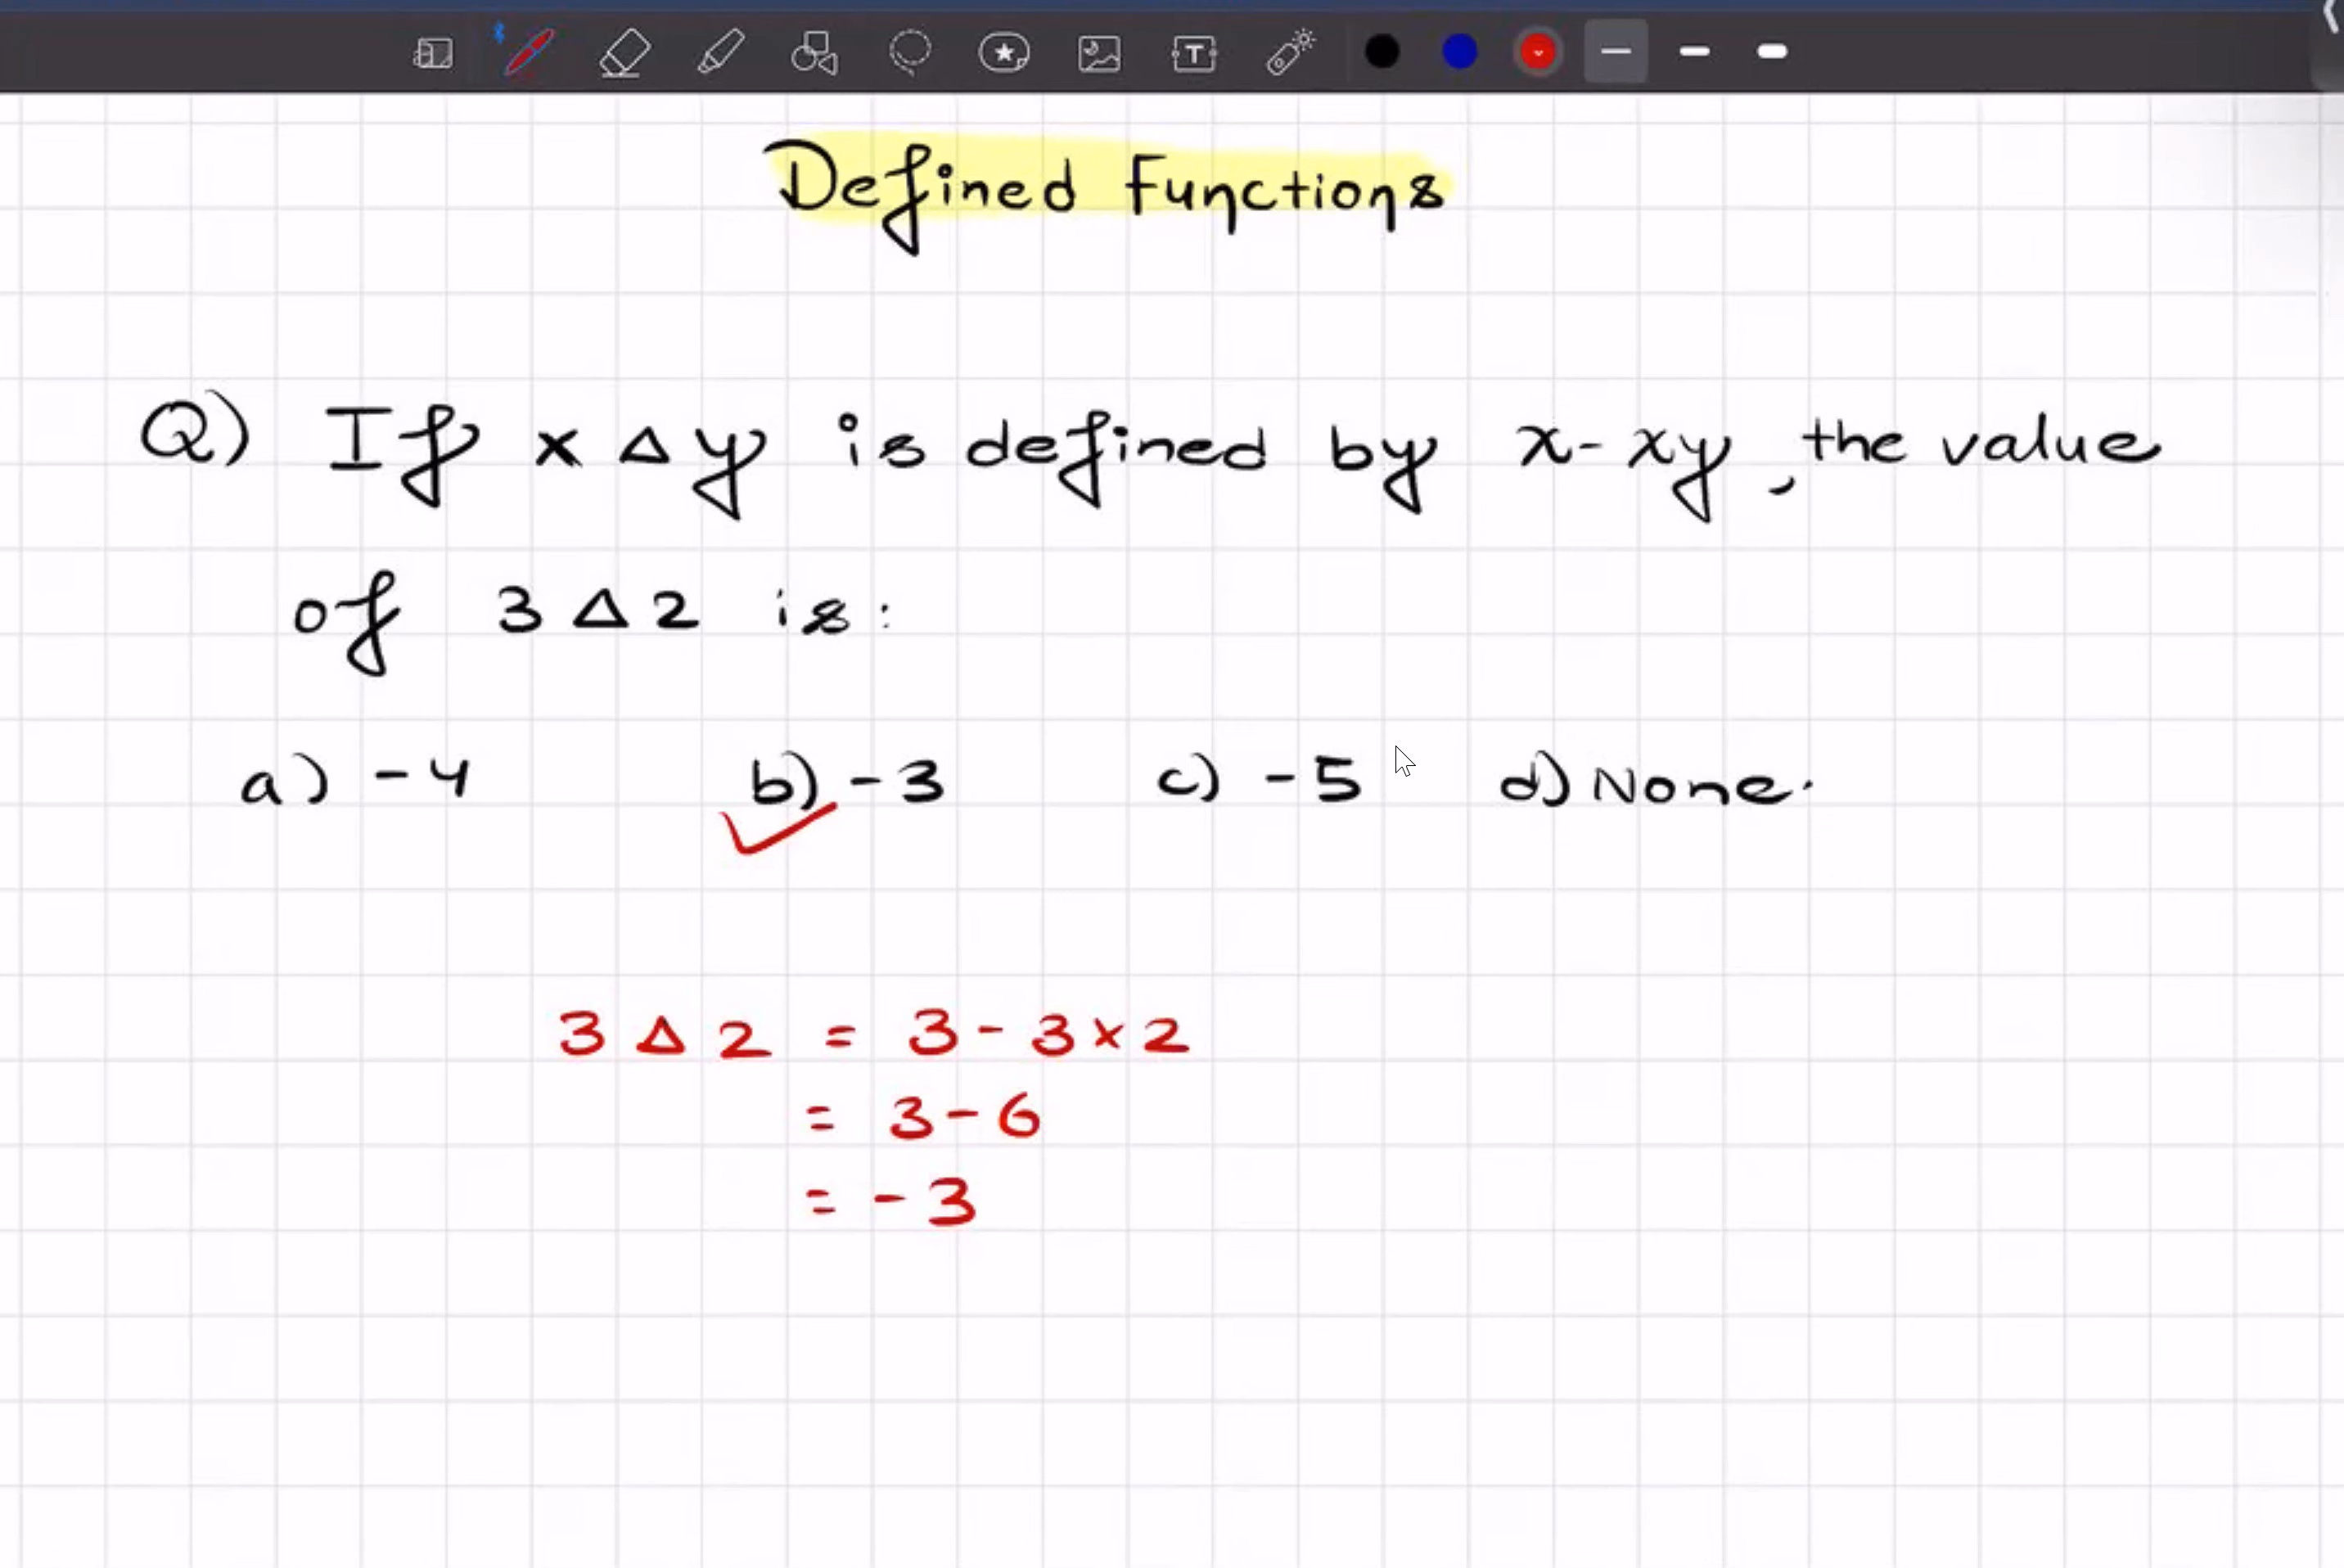 Defined Functions
Q) If x Δ y is defined by x - xy, the value
of 3 Δ 2 is:
a) -4 b) -3 c) -5 d) None.
3 Δ 2 = 3 - 3 × 2
= 3 - 6
= -3